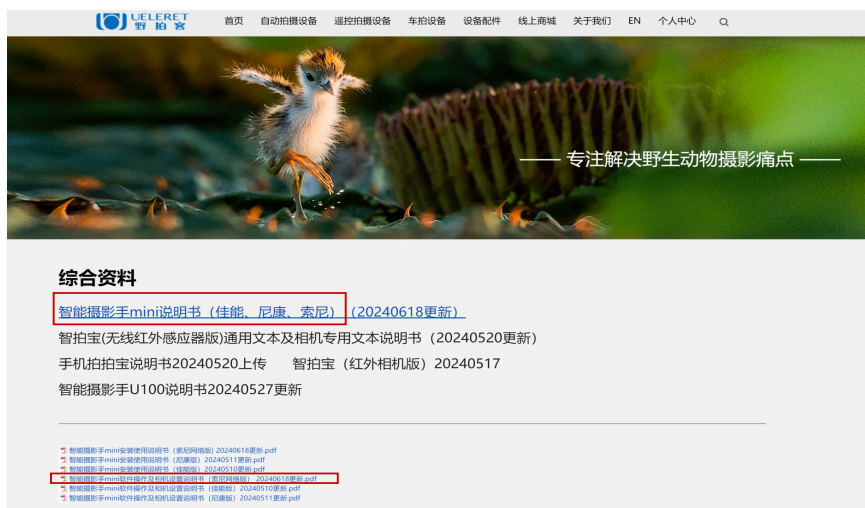 UELERET
野拍客
首页 自动拍摄设备 遥控拍摄设备 车拍设备 设备配件 线上商城 关于我们 EN 个人中心
—— 专注解决野生动物摄影痛点 ——
综合资料
智能摄影手mini说明书（佳能、尼康、索尼）（20240618更新）
智拍宝(无线红外感应器版)通用文本及相机专用文本说明书（20240520更新）
手机拍拍宝说明书20240520上传 智拍宝（红外相机版）20240517
智能摄影手U100说明书20240527更新
智能摄影手mini安装使用说明书（索尼网络版) 20240618更新.pdf
智能摄影手mini安装使用说明书（尼康版）20240511更新.pdf
智能摄影手mini安装使用说明书（佳能版）20240510更新.pdf
智能摄影手mini软件操作及相机设置说明书（索尼网络版） 20240618更新.pdf
智能摄影手mini软件操作及相机设置说明书（佳能版）20240510更新.pdf
智能摄影手mini软件操作及相机设置说明书（尼康版）20240511更新.pdf